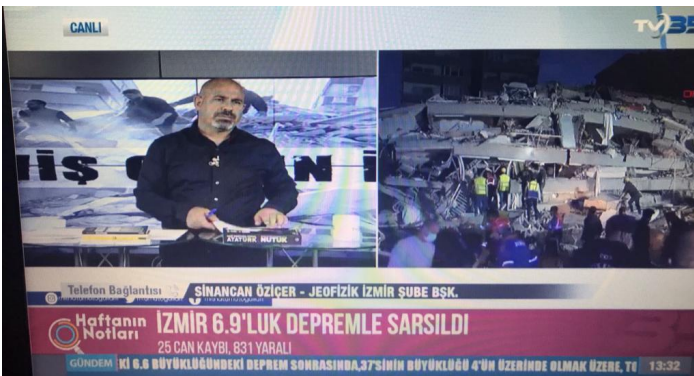 CANLI
TV 35
İŞ
N İ
ATATÜRK NUTUK
Telefon Bağlantısı
SİNANCAN ÖZİÇER - JEOFİZİK İZMİR ŞUBE BŞK.
Haftanın
Notları
İZMİR 6.9'LUK DEPREMLE SARSILDI
25 CAN KAYBI, 831 YARALI
GÜNDEM
Kİ 6.6 BÜYÜKLÜĞÜNDEKİ DEPREM SONRASINDA,37'SİNİN BÜYÜKLÜĞÜ 4'ÜN ÜZERİNDE OLMAK ÜZERE, TO
13:32